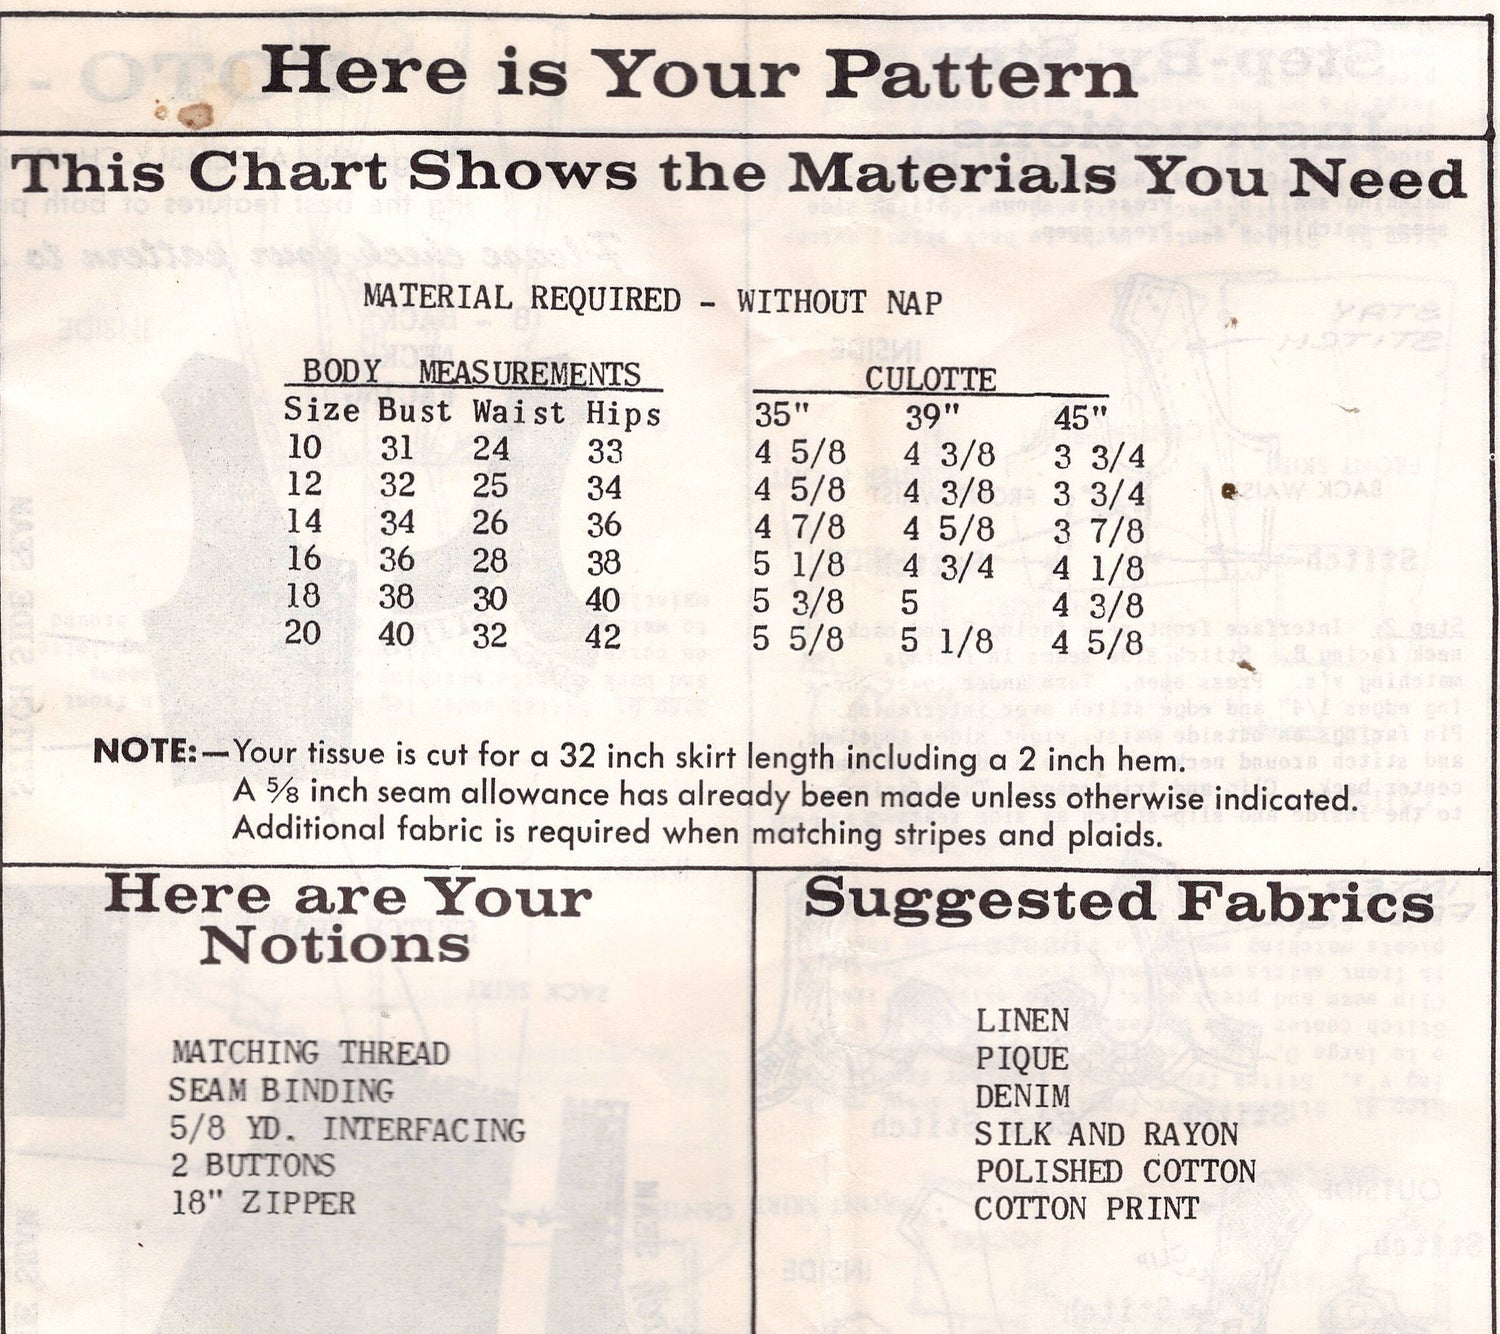 Here is Your Pattern
This Chart Shows the Materials You Need
MATERIAL REQUIRED - WITHOUT NAP
BODY MEASUREMENTS CULOTTE
Size Bust Waist Hips 35" 39" 45"
10 31 24 33 4 5/8 4 3/8 3 3/4
12 32 25 34 4 5/8 4 3/8 3 3/4
14 34 26 36 4 7/8 4 5/8 3 7/8
16 36 28 38 5 1/8 4 3/4 4 1/8
18 38 30 40 5 3/8 5 4 3/8
20 40 32 42 5 5/8 5 1/8 4 5/8
NOTE:—Your tissue is cut for a 32 inch skirt length including a 2 inch hem.
A 5/8 inch seam allowance has already been made unless otherwise indicated.
Additional fabric is required when matching stripes and plaids.
Here are Your
Notions
MATCHING THREAD
SEAM BINDING
5/8 YD. INTERFACING
2 BUTTONS
18" ZIPPER
Suggested Fabrics
LINEN
PIQUE
DENIM
SILK AND RAYON
POLISHED COTTON
COTTON PRINT